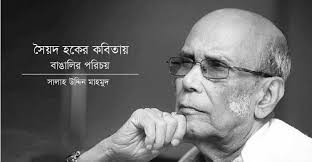 সৈয়দ হকের কবিতায়
বাঙালির পরিচয়
সালাহ উদ্দিন মাহমুদ